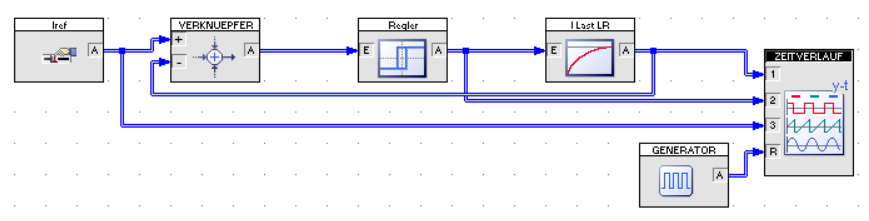 Iref
VERKNUEPFER
Regler
I Last LR
ZEITVERLAUF
A
+
-
A
E
A
E
A
1
y-t
2
3
R
GENERATOR
A